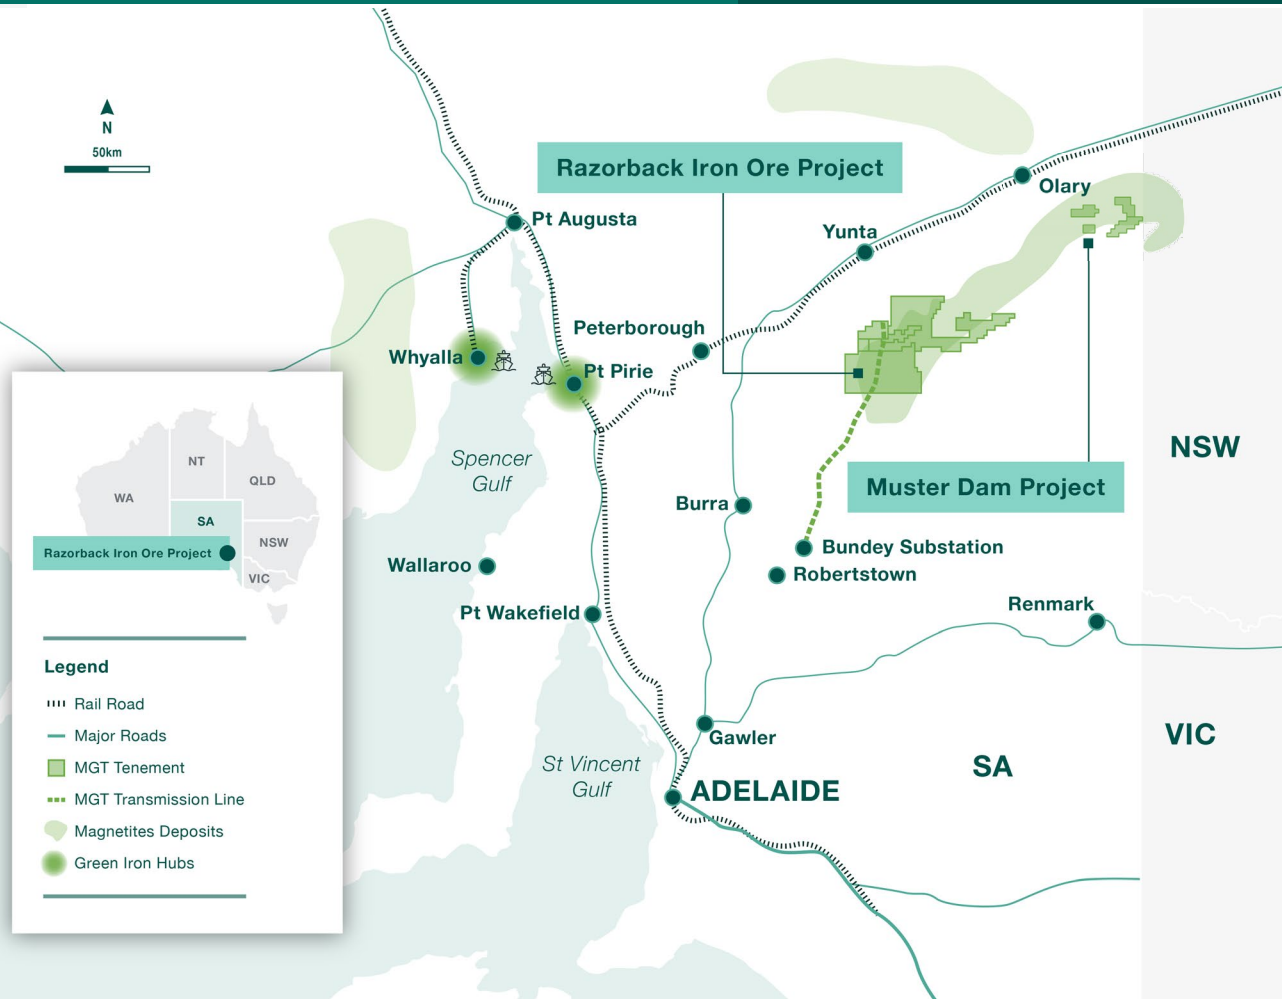 N
50km
Razorback Iron Ore Project
Olary
Pt Augusta
Yunta
Peterborough
Whyalla
Pt Pirie
NSW
Spencer
Gulf
Muster Dam Project
Burra
Bundey Substation
Robertstown
Wallaroo
Renmark
Pt Wakefield
Gawler
VIC
St Vincent
Gulf
SA
ADELAIDE
NT
QLD
WA
SA
NSW
Razorback Iron Ore Project
VIC
Legend
Rail Road
Major Roads
MGT Tenement
MGT Transmission Line
Magnetites Deposits
Green Iron Hubs